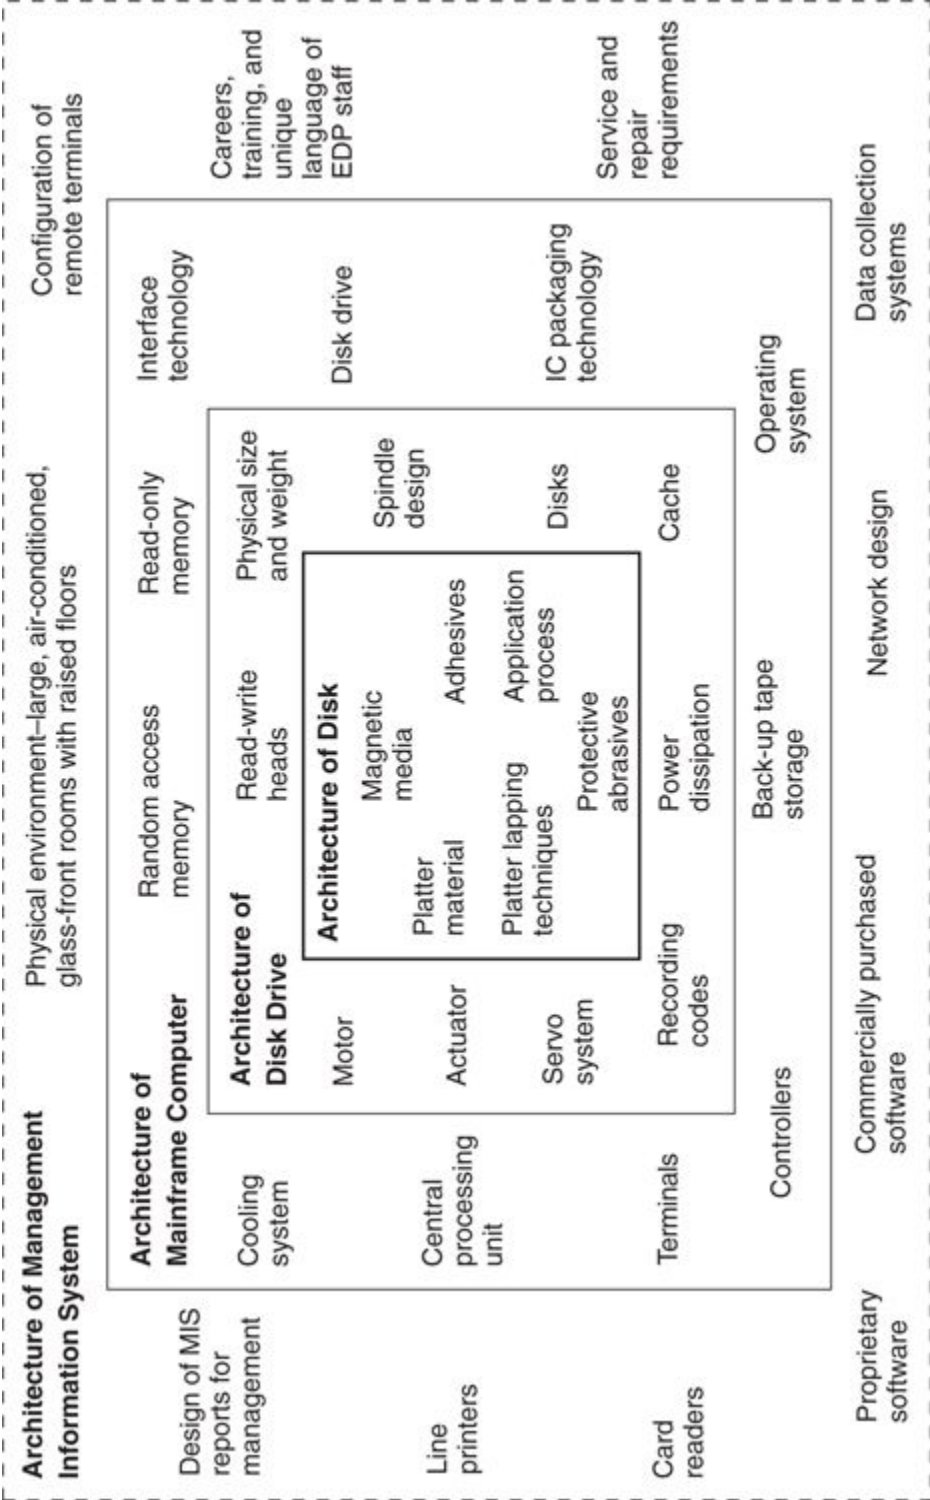 Architecture of Management
Information System
Physical environment–large, air-conditioned,
glass-front rooms with raised floors
Configuration of
remote terminals
Design of MIS
reports for
management
Line
printers
Card
readers
Architecture of
Mainframe Computer
Random access
memory
Read-only
memory
Interface
technology
Cooling
system
Central
processing
unit
Terminals
Architecture of
Disk Drive
Read-write
heads
Physical size
and weight
Motor
Actuator
Servo
system
Architecture of Disk
Magnetic
media
Platter
material
Adhesives
Platter lapping
techniques
Application
process
Protective
abrasives
Spindle
design
Disks
Recording
codes
Power
dissipation
Cache
Disk drive
IC packaging
technology
Controllers
Back-up tape
storage
Operating
system
Careers,
training, and
unique
language of
EDP staff
Service and
repair
requirements
Proprietary
software
Commercially purchased
software
Network design
Data collection
systems